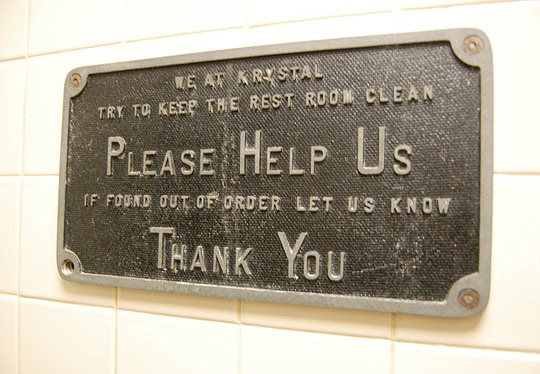 WE AT KRYSTAL
TRY TO KEEP THE REST ROOM CLEAN
PLEASE HELP US
IF FOUND OUT OF ORDER LET US KNOW
THANK YOU